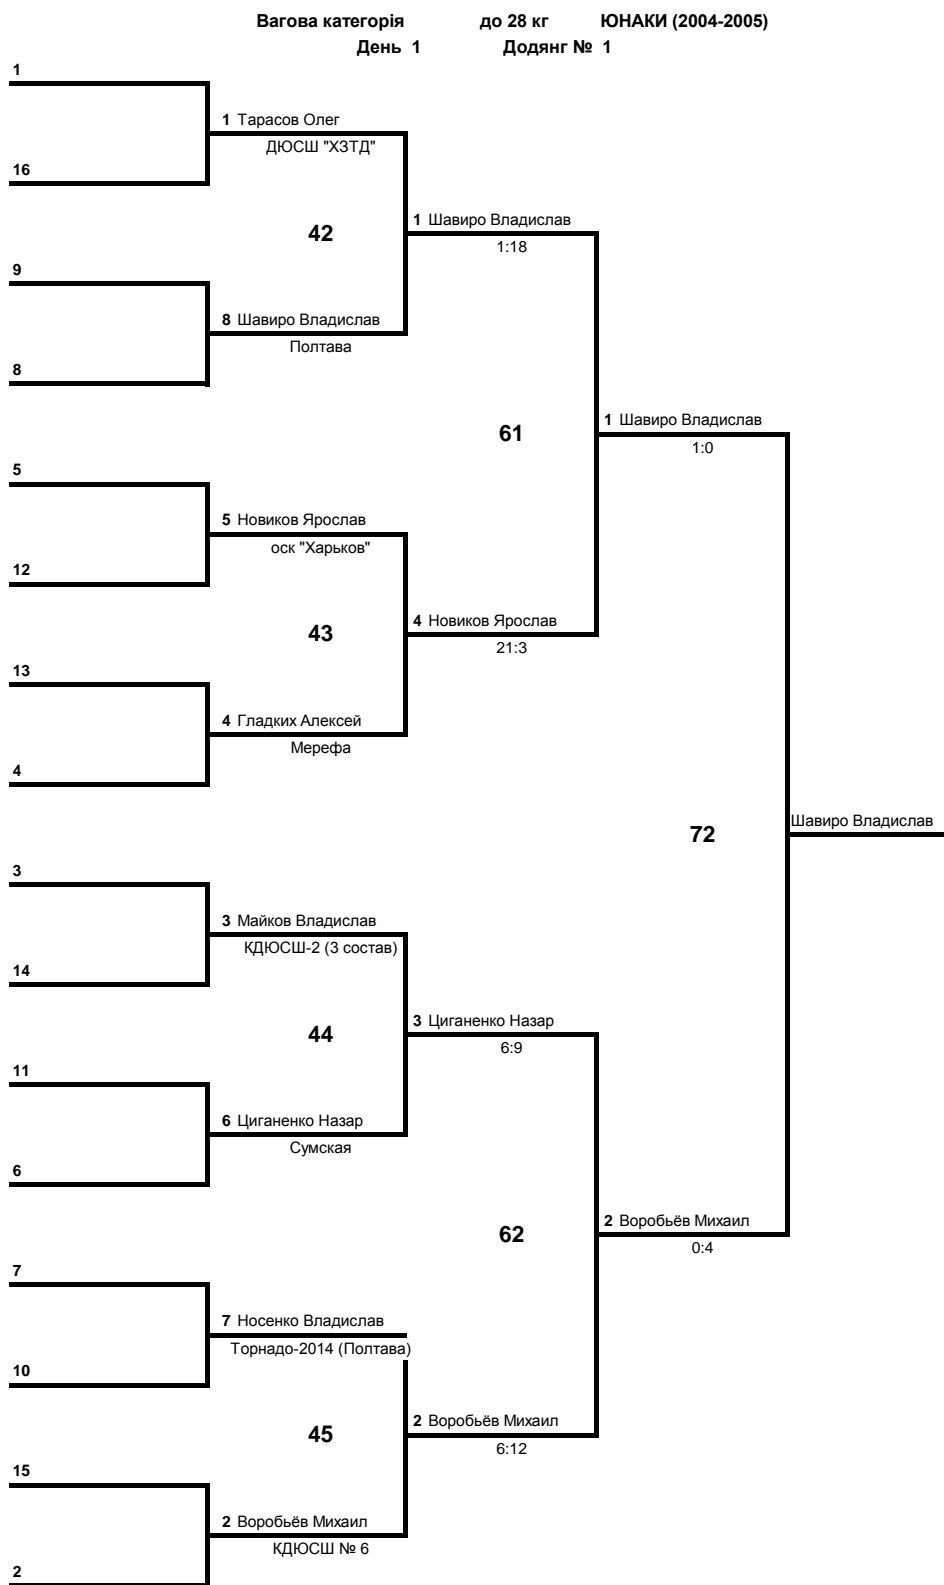 Вагова категорія до 28 кг ЮНАКИ (2004-2005)
День 1 Додянг № 1
1
1 Тарасов Олег
ДЮСШ "ХЗТД"
16
1 Шавиро Владислав
42
1:18
9
8 Шавиро Владислав
Полтава
8
1 Шавиро Владислав
61
1:0
5
5 Новиков Ярослав
оск "Харьков"
12
4 Новиков Ярослав
43
21:3
13
4 Гладких Алексей
Мерефа
4
Шавиро Владислав
72
3
3 Майков Владислав
КДЮСШ-2 (3 состав)
14
3 Циганенко Назар
44
6:9
11
6 Циганенко Назар
Сумская
6
2 Воробьёв Михаил
62
0:4
7
7 Носенко Владислав
Торнадо-2014 (Полтава)
10
2 Воробьёв Михаил
45
6:12
15
2 Воробьёв Михаил
КДЮСШ № 6
2